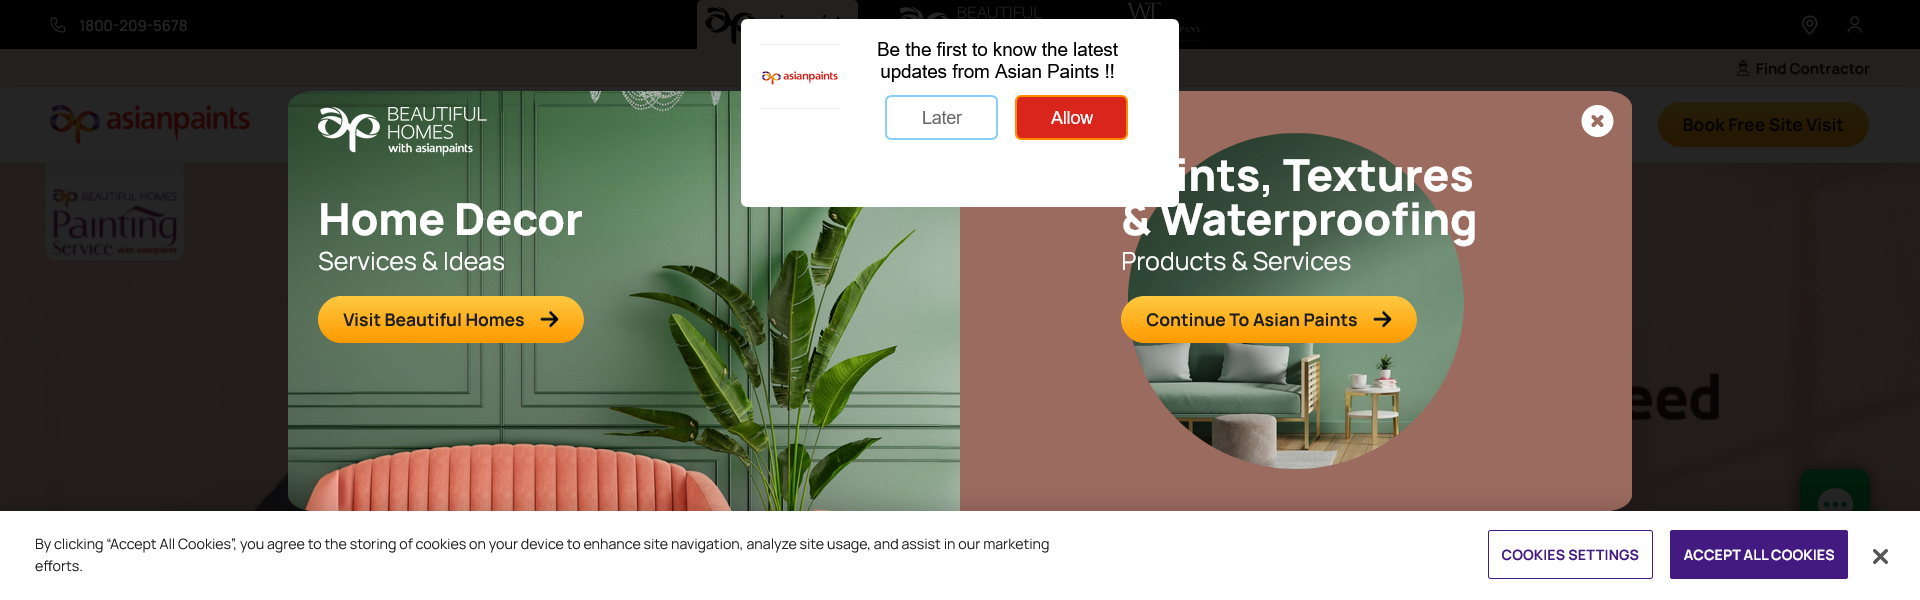 1800-209-5678
asianpaints
BEAUTIFUL
WT
Find Contractor
asianpaints
Book Free Site Visit
BEAUTIFUL HOMES
Painting
Service with asianpaints
asianpaints
Be the first to know the latest
updates from Asian Paints !!
Later
Allow
BEAUTIFUL
HOMES
with asianpaints
Home Decor
Services & Ideas
Visit Beautiful Homes
ints, Textures
& Waterproofing
Products & Services
Continue To Asian Paints
eed
By clicking “Accept All Cookies”, you agree to the storing of cookies on your device to enhance site navigation, analyze site usage, and assist in our marketing
efforts.
COOKIES SETTINGS
ACCEPT ALL COOKIES